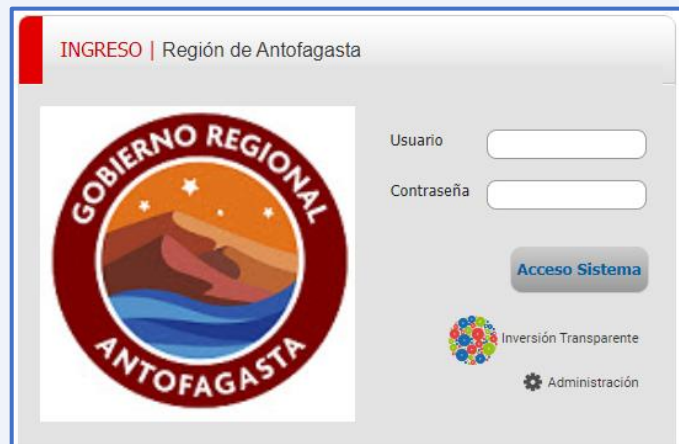 INGRESO | Región de Antofagasta
GOBIERNO REGIONAL
ANTOFAGASTA
Usuario
Contraseña
Acceso Sistema
Inversión Transparente
Administración